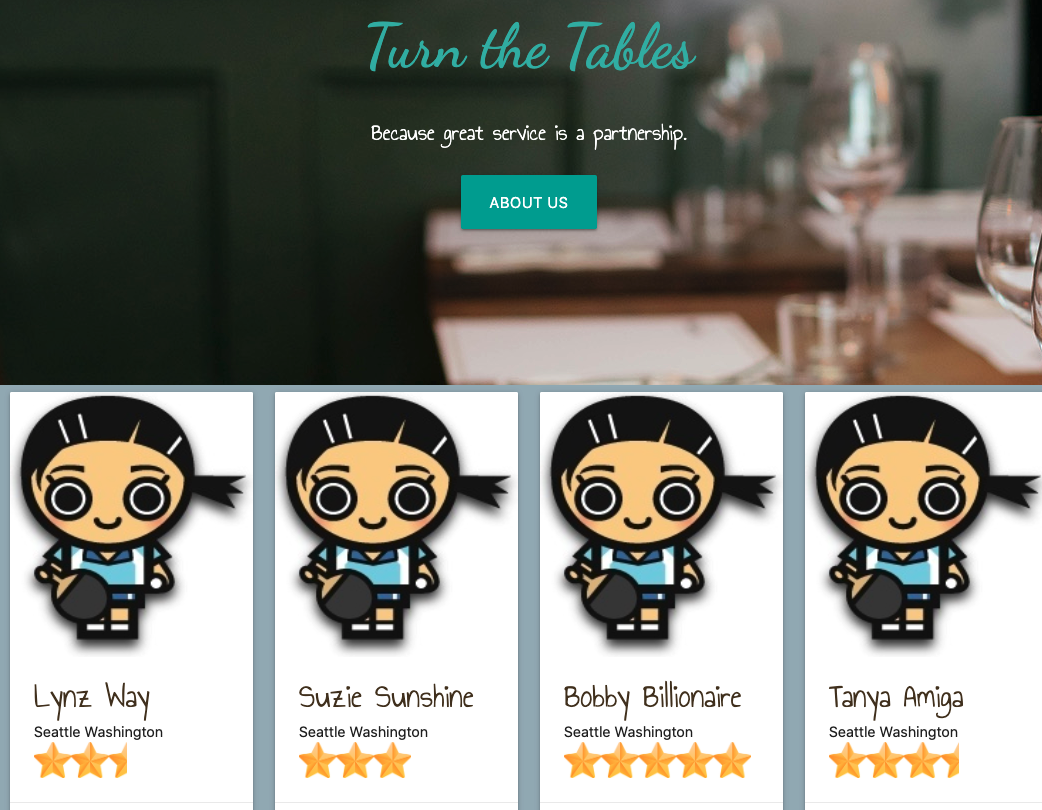 Turn the Tables
Because great service is a partnership.
ABOUT US
Lynz Way
Seattle Washington
Suzie Sunshine
Seattle Washington
Bobby Billionaire
Seattle Washington
Tanya Amiga
Seattle Washington